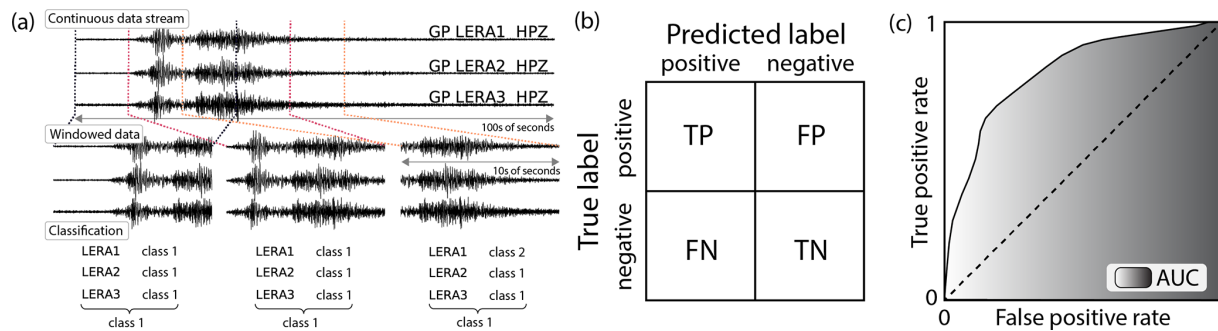 (a)
Continuous data stream
GP LERA1 HPZ
GP LERA2 HPZ
GP LERA3 HPZ
100s of seconds
Windowed data
10s of seconds
Classification
LERA1 class 1 LERA1 class 1 LERA1 class 2
LERA2 class 1 LERA2 class 1 LERA2 class 1
LERA3 class 1 LERA3 class 1 LERA3 class 1
class 1 class 1 class 1
(b)
Predicted label
positive negative
True label
positive
TP FP
negative
FN TN
(c)
1
True positive rate
AUC
0
0 False positive rate 1